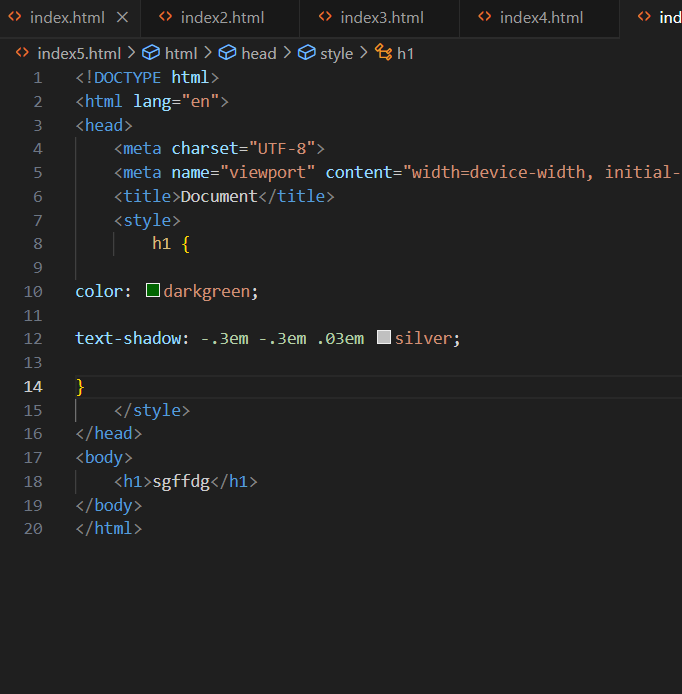 index.html index2.html index3.html index4.html
index5.html > html > head > style > h1
1 <!DOCTYPE html>
2 <html lang="en">
3 <head>
4 <meta charset="UTF-8">
5 <meta name="viewport" content="width=device-width, initial-
6 <title>Document</title>
7 <style>
8 h1 {
9
10 color: darkgreen;
11
12 text-shadow: -.3em -.3em .03em silver;
13
14 }
15 </style>
16 </head>
17 <body>
18 <h1>sgffdg</h1>
19 </body>
20 </html>